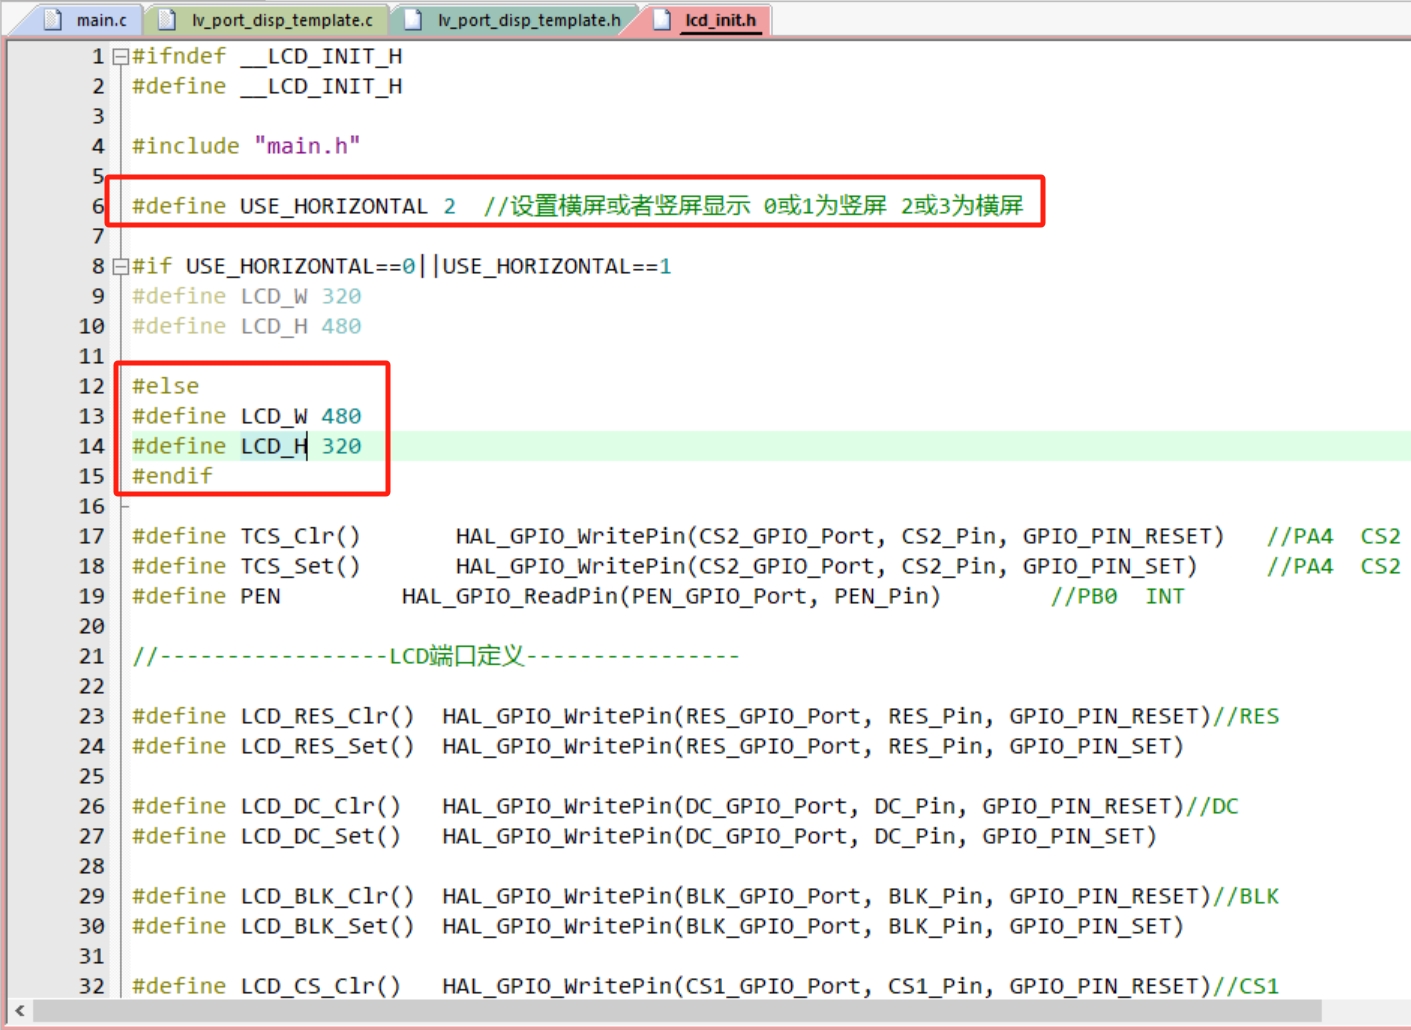 main.c lv_port_disp_template.c lv_port_disp_template.h lcd_init.h
1 #ifndef __LCD_INIT_H
2 #define __LCD_INIT_H
3
4 #include "main.h"
5
6 #define USE_HORIZONTAL 2 //设置横屏或者竖屏显示 0或1为竖屏 2或3为横屏
7
8 #if USE_HORIZONTAL==0||USE_HORIZONTAL==1
9 #define LCD_W 320
10 #define LCD_H 480
11
12 #else
13 #define LCD_W 480
14 #define LCD_H 320
15 #endif
16
17 #define TCS_Clr() HAL_GPIO_WritePin(CS2_GPIO_Port, CS2_Pin, GPIO_PIN_RESET) //PA4 CS2
18 #define TCS_Set() HAL_GPIO_WritePin(CS2_GPIO_Port, CS2_Pin, GPIO_PIN_SET) //PA4 CS2
19 #define PEN HAL_GPIO_ReadPin(PEN_GPIO_Port, PEN_Pin) //PB0 INT
20
21 //-----------------LCD端口定义----------------
22
23 #define LCD_RES_Clr() HAL_GPIO_WritePin(RES_GPIO_Port, RES_Pin, GPIO_PIN_RESET)//RES
24 #define LCD_RES_Set() HAL_GPIO_WritePin(RES_GPIO_Port, RES_Pin, GPIO_PIN_SET)
25
26 #define LCD_DC_Clr() HAL_GPIO_WritePin(DC_GPIO_Port, DC_Pin, GPIO_PIN_RESET)//DC
27 #define LCD_DC_Set() HAL_GPIO_WritePin(DC_GPIO_Port, DC_Pin, GPIO_PIN_SET)
28
29 #define LCD_BLK_Clr() HAL_GPIO_WritePin(BLK_GPIO_Port, BLK_Pin, GPIO_PIN_RESET)//BLK
30 #define LCD_BLK_Set() HAL_GPIO_WritePin(BLK_GPIO_Port, BLK_Pin, GPIO_PIN_SET)
31
32 #define LCD_CS_Clr() HAL_GPIO_WritePin(CS1_GPIO_Port, CS1_Pin, GPIO_PIN_RESET)//CS1